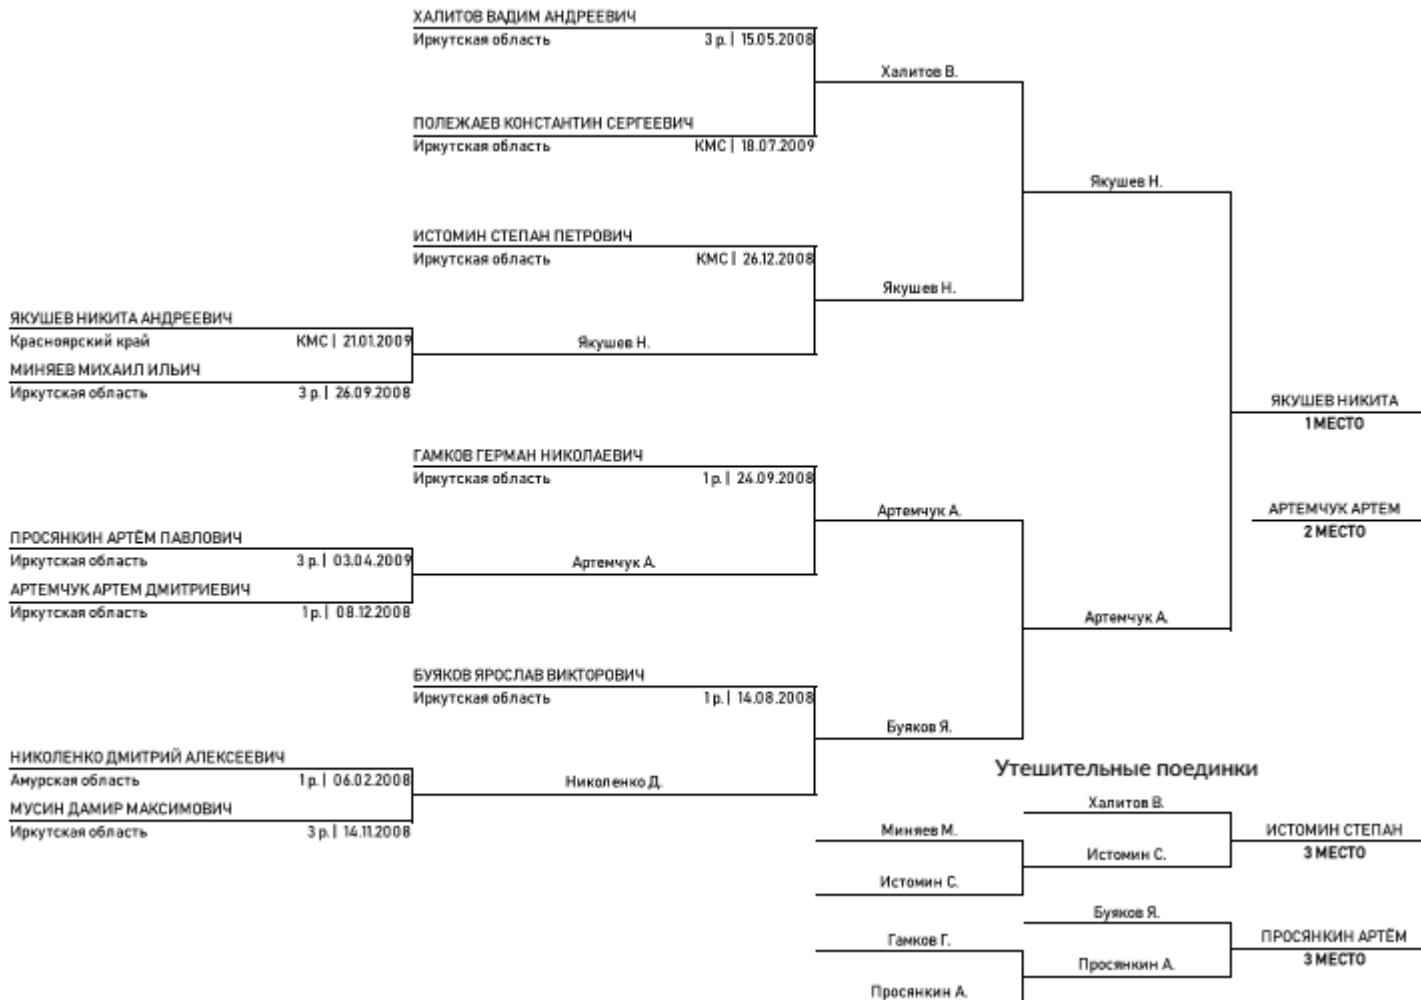 ХАЛИТОВ ВАДИМ АНДРЕЕВИЧ
Иркутская область 3 р. | 15.05.2008
Халитов В.
ПОЛЕЖАЕВ КОНСТАНТИН СЕРГЕЕВИЧ
Иркутская область КМС | 18.07.2009
Якушев Н.
ИСТОМИН СТЕПАН ПЕТРОВИЧ
Иркутская область КМС | 26.12.2008
Якушев Н.
ЯКУШЕВ НИКИТА АНДРЕЕВИЧ
Красноярский край КМС | 21.01.2009
Якушев Н.
МИНЯЕВ МИХАИЛ ИЛЬИЧ
Иркутская область 3 р. | 26.09.2008
ЯКУШЕВ НИКИТА
1 МЕСТО
ГАМКОВ ГЕРМАН НИКОЛАЕВИЧ
Иркутская область 1 р. | 24.09.2008
Артемчук А.
АРТЕМЧУК АРТЕМ
2 МЕСТО
ПРОСЯНКИН АРТЁМ ПАВЛОВИЧ
Иркутская область 3 р. | 03.04.2009
Артемчук А.
АРТЕМЧУК АРТЕМ ДМИТРИЕВИЧ
Иркутская область 1 р. | 08.12.2008
Артемчук А.
БУЯКОВ ЯРОСЛАВ ВИКТОРОВИЧ
Иркутская область 1 р. | 14.08.2008
Буяков Я.
НИКОЛЕНКО ДМИТРИЙ АЛЕКСЕЕВИЧ
Амурская область 1 р. | 06.02.2008
Николенко Д.
МУСИН ДАМИР МАКСИМОВИЧ
Иркутская область 3 р. | 14.11.2008
Утешительные поединки
Халитов В.
Миняев М.
ИСТОМИН СТЕПАН
3 МЕСТО
Истомин С.
Истомин С.
Буяков Я.
Гамков Г.
ПРОСЯНКИН АРТЁМ
3 МЕСТО
Просянкин А.
Просянкин А.